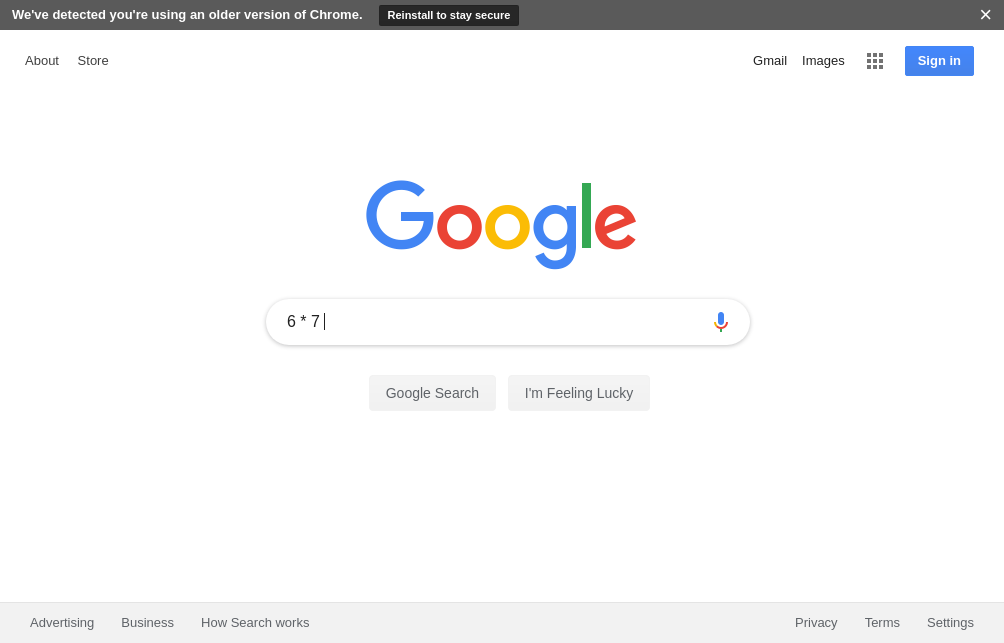 We've detected you're using an older version of Chrome. Reinstall to stay secure
About Store Gmail Images Sign in
Google
6 * 7
Google Search I'm Feeling Lucky
Advertising Business How Search works Privacy Terms Settings